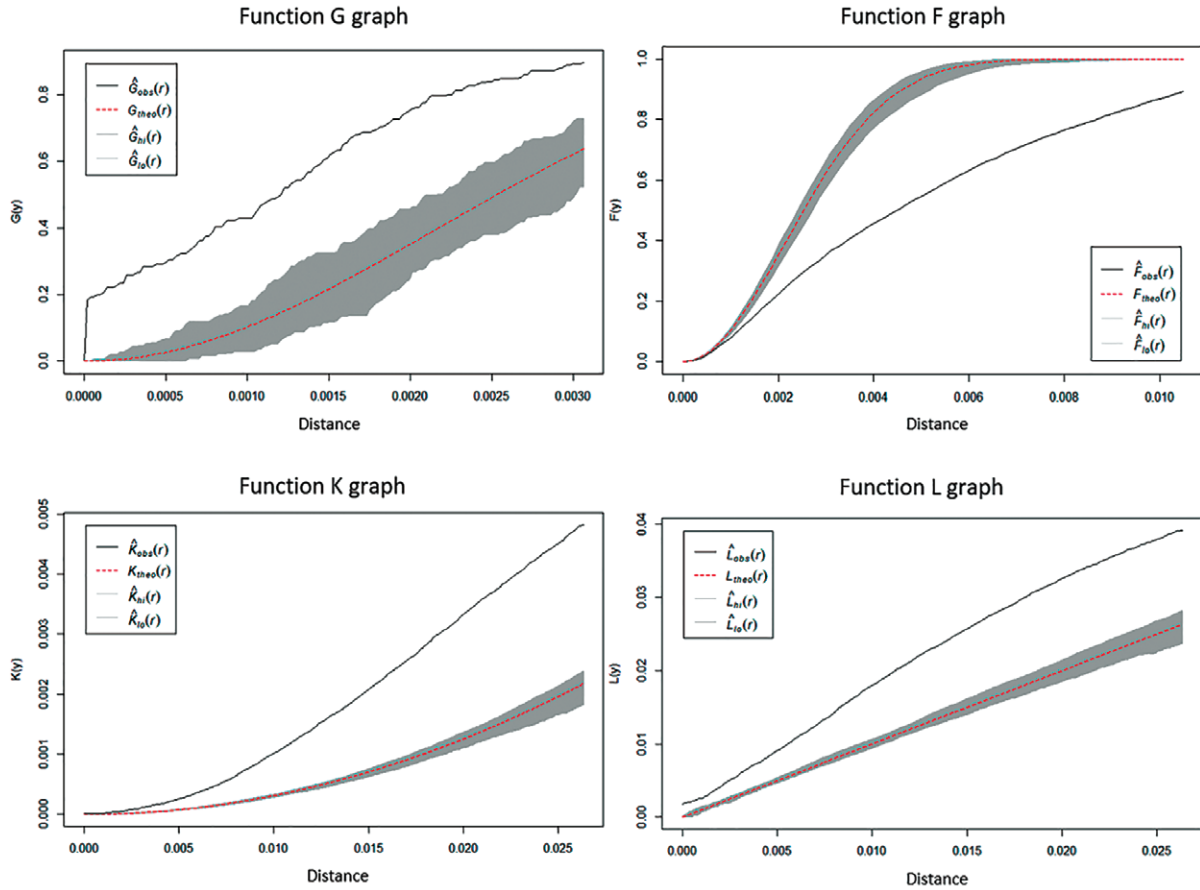 Function G graph
Ĝobs(r)
Gtheo(r)
Ĝhi(r)
Ĝlo(r)
G(y)
0.0
0.2
0.4
0.6
0.8
0.0000
0.0005
0.0010
0.0015
0.0020
0.0025
0.0030
Distance
Function F graph
F̂obs(r)
Ftheo(r)
F̂hi(r)
F̂lo(r)
F(y)
0.0
0.2
0.4
0.6
0.8
1.0
0.000
0.002
0.004
0.006
0.008
0.010
Distance
Function K graph
K̂obs(r)
Ktheo(r)
K̂hi(r)
K̂lo(r)
K(y)
0.000
0.001
0.002
0.003
0.004
0.005
0.000
0.005
0.010
0.015
0.020
0.025
Distance
Function L graph
L̂obs(r)
Ltheo(r)
L̂hi(r)
L̂lo(r)
L(y)
0.00
0.01
0.02
0.03
0.04
0.000
0.005
0.010
0.015
0.020
0.025
Distance